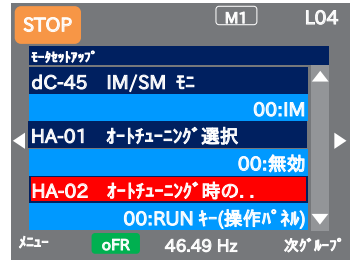 STOP M1 L04
ﾓｰﾀｾｯﾄｱｯﾌﾟ
dC-45 IM/SM ﾓﾆ
00:IM
HA-01 ｵｰﾄﾁｭｰﾆﾝｸﾞ選択
00:無効
HA-02 ｵｰﾄﾁｭｰﾆﾝｸﾞ時の..
00:RUN ｷｰ(操作ﾊﾟﾈﾙ)
ﾒﾆｭｰ oFR 46.49 Hz 次ｸﾞﾙｰﾌﾟ